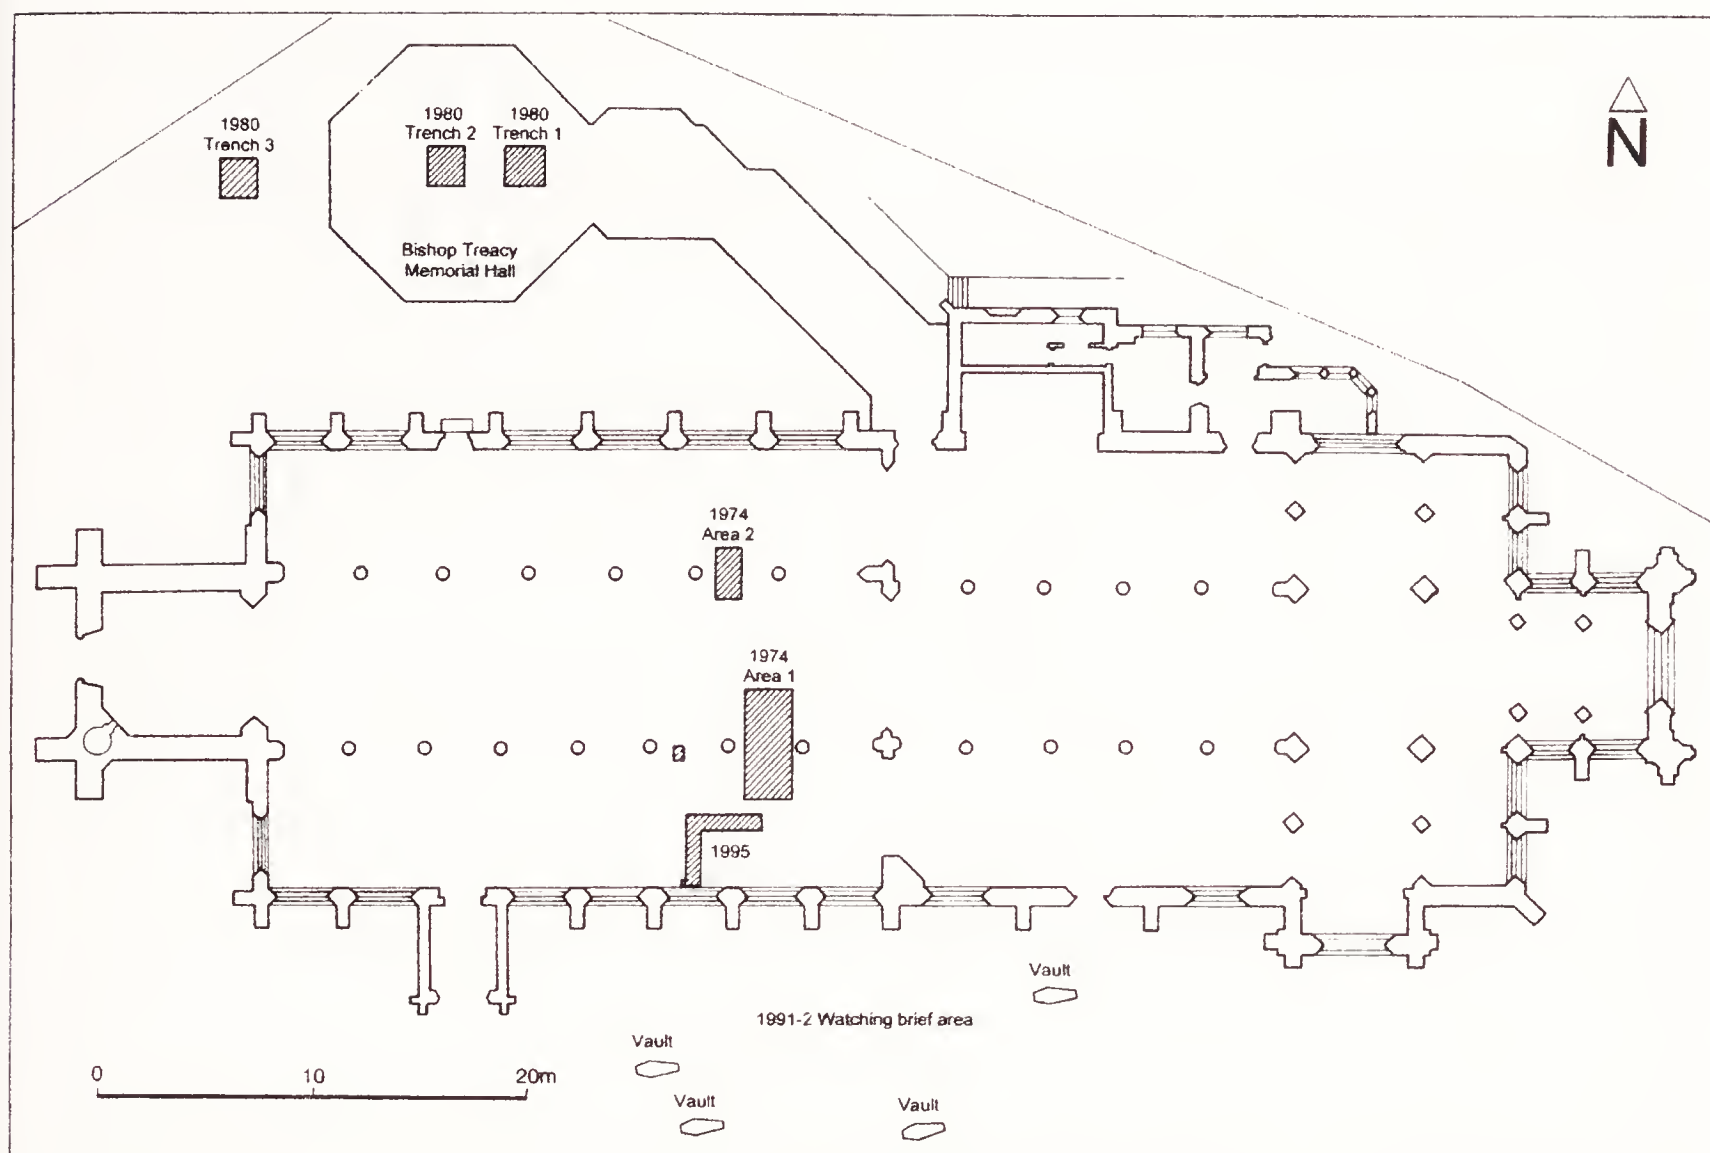 1980
Trench 3
1980
Trench 2
1980
Trench 1
N
Bishop Treacy
Memorial Hall
1974
Area 2
1974
Area 1
1995
Vault
1991-2 Watching brief area
Vault
Vault
Vault
0
10
20m